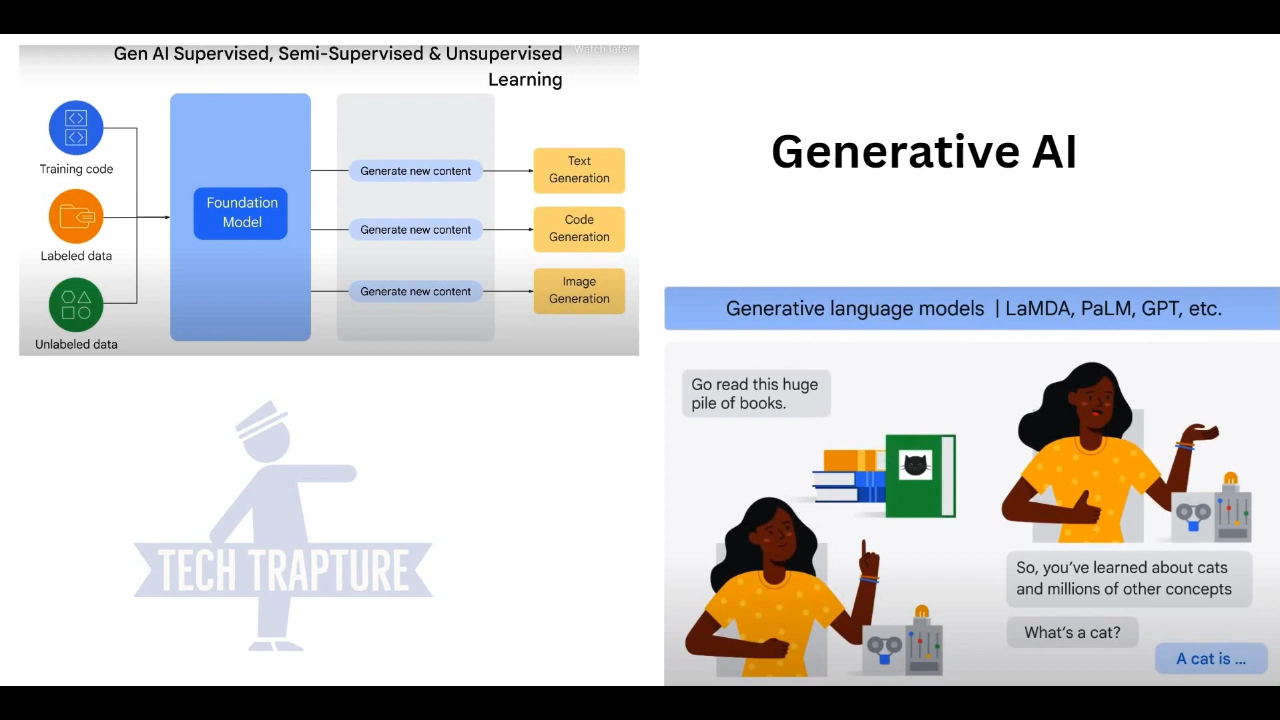 Gen AI Supervised, Semi-Supervised & Unsupervised
Learning
Watch later
Training code
Labeled data
Unlabeled data
Foundation
Model
Generate new content
Generate new content
Generate new content
Text
Generation
Code
Generation
Image
Generation
TECH TRAPTURE
Generative AI
Generative language models | LaMDA, PaLM, GPT, etc.
Go read this huge
pile of books.
So, you've learned about cats
and millions of other concepts
What's a cat?
A cat is ...